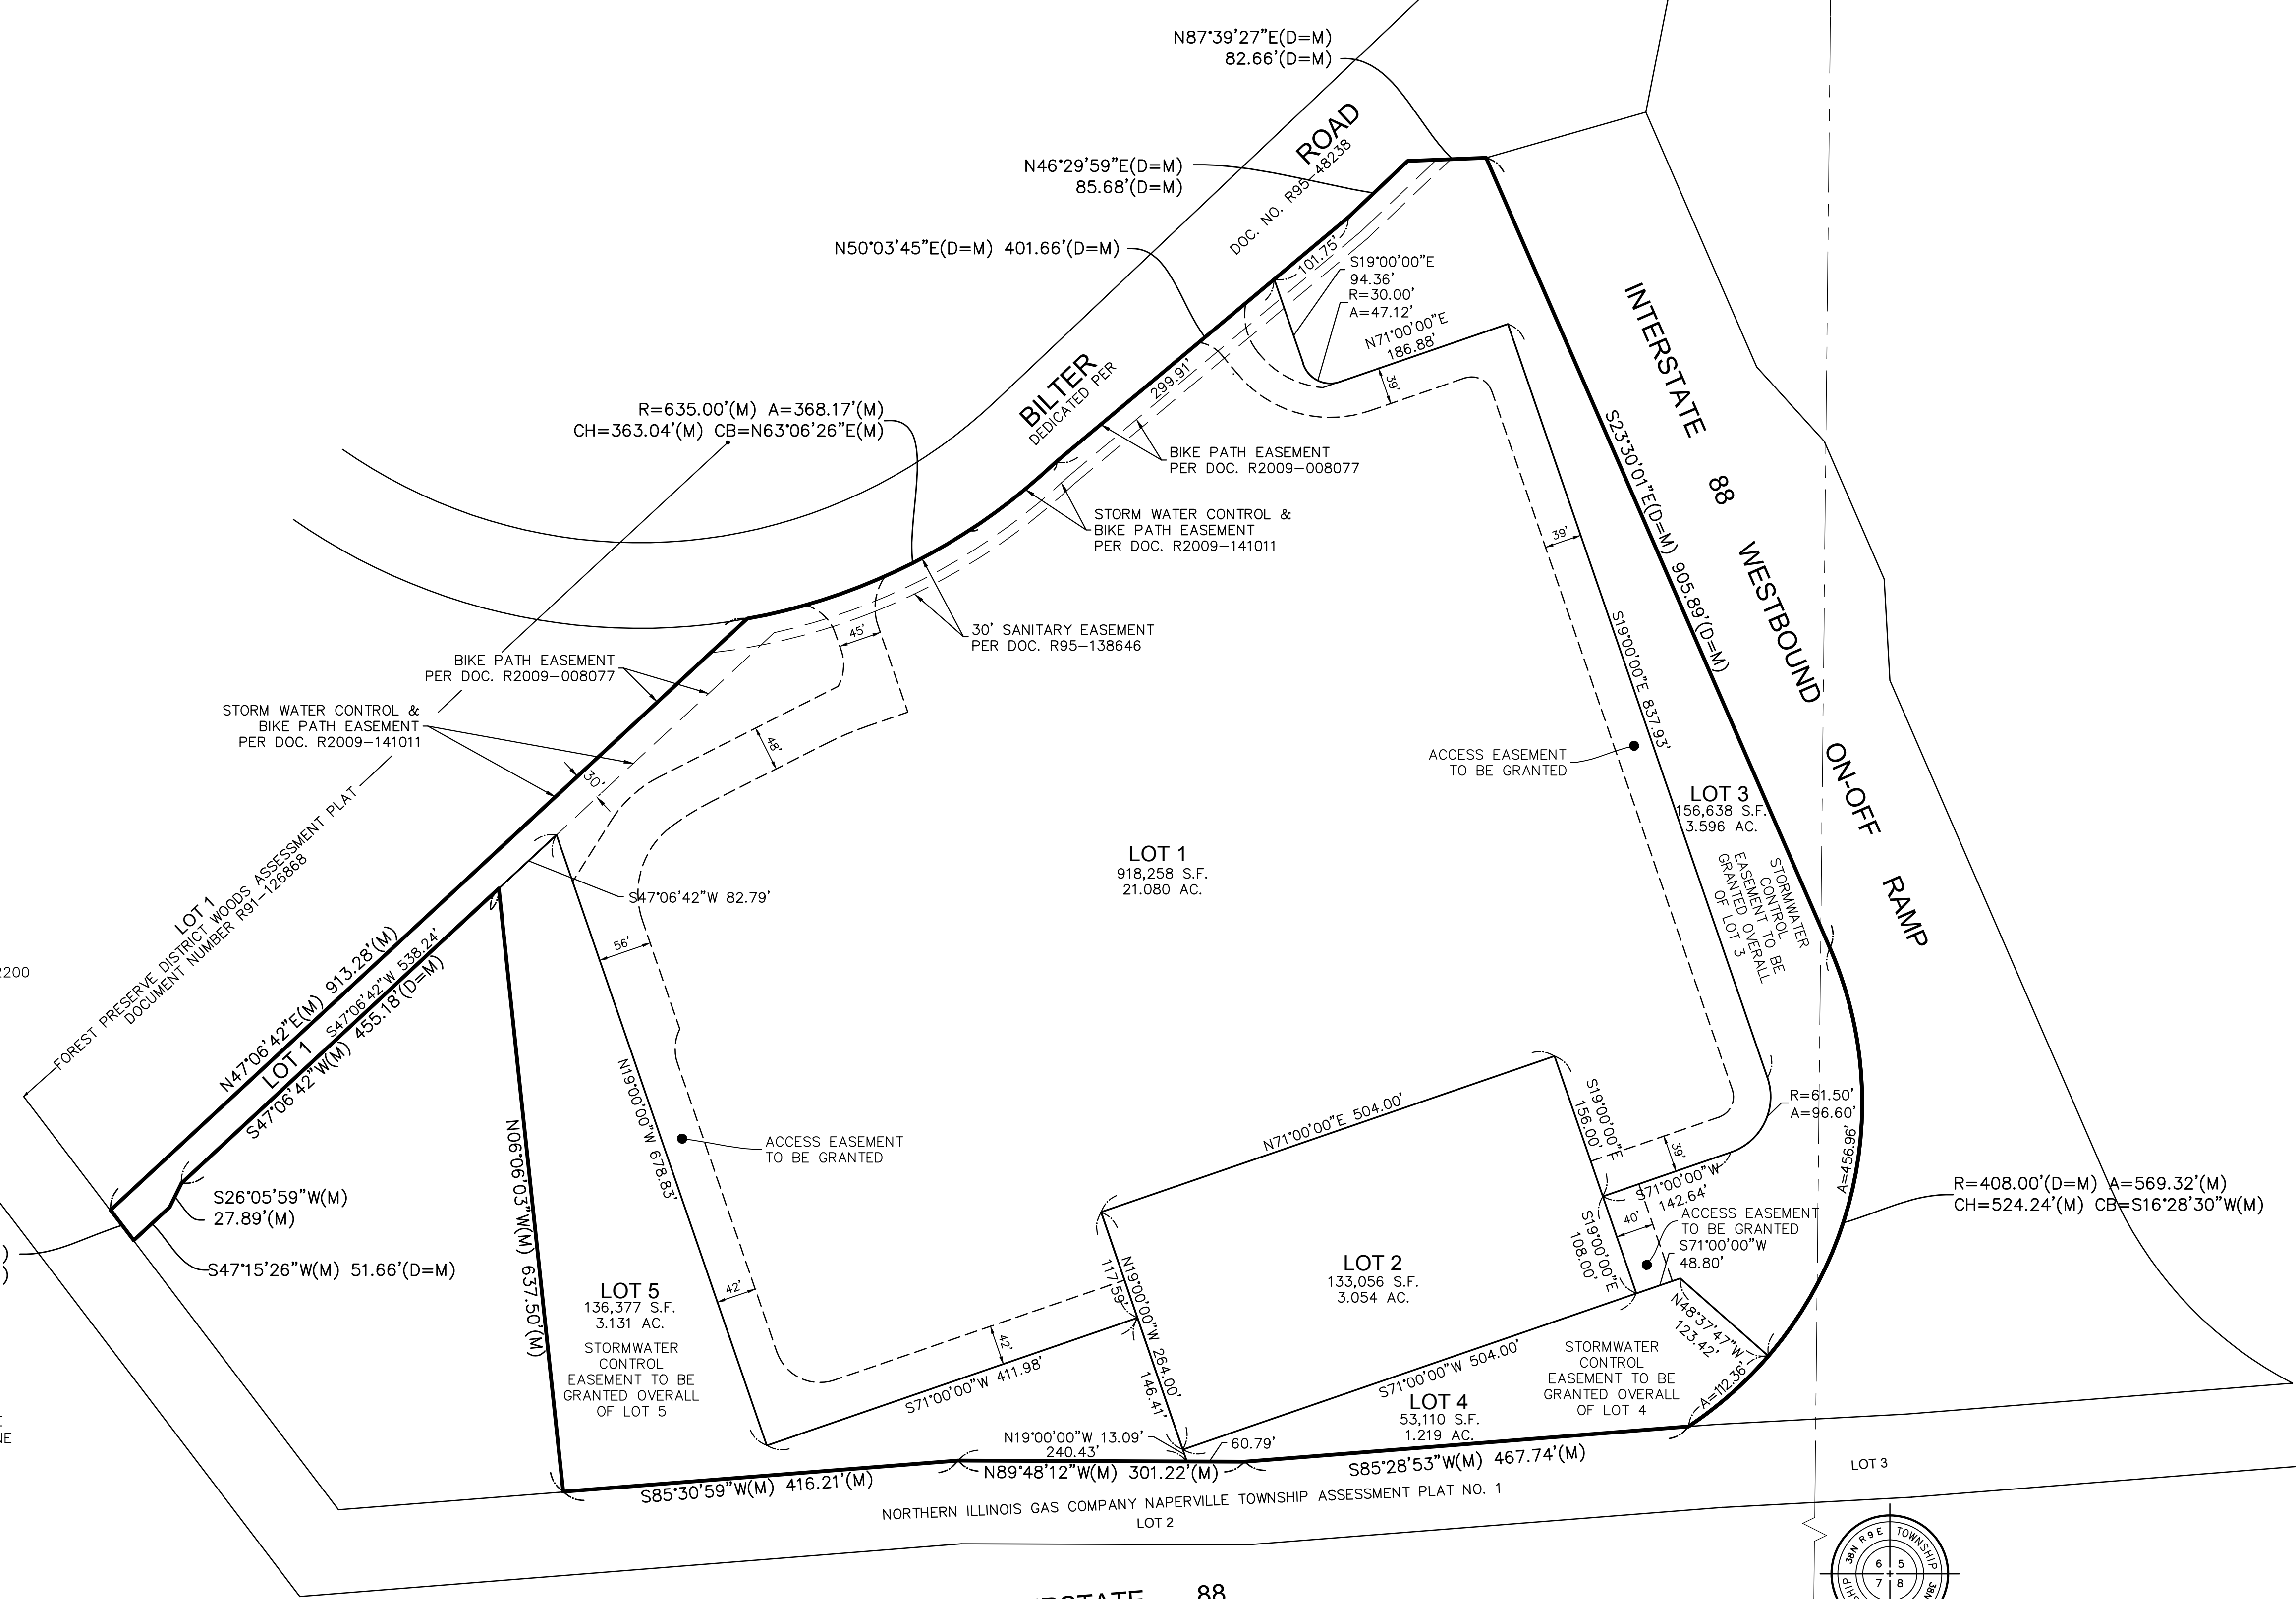 N87°39'27"E(D=M)
82.66'(D=M)
N46°29'59"E(D=M)
85.68'(D=M)
ROAD
DOC. NO. R95-48238
N50°03'45"E(D=M) 401.66'(D=M)
101.75'
S19°00'00"E
94.36'
R=30.00'
A=47.12'
N71°00'00"E
186.88'
39'
INTERSTATE 88 WESTBOUND ON-OFF RAMP
BILTER
DEDICATED PER
299.91'
R=635.00'(M) A=368.17'(M)
CH=363.04'(M) CB=N63°06'26"E(M)
BIKE PATH EASEMENT
PER DOC. R2009-008077
STORM WATER CONTROL &
BIKE PATH EASEMENT
PER DOC. R2009-141011
S23°30'01"E(D=M) 905.89'(D=M)
39'
30' SANITARY EASEMENT
PER DOC. R95-138646
45'
BIKE PATH EASEMENT
PER DOC. R2009-008077
STORM WATER CONTROL &
BIKE PATH EASEMENT
PER DOC. R2009-141011
48'
30'
S19°00'00"E 837.93'
ACCESS EASEMENT
TO BE GRANTED
LOT 3
156,638 S.F.
3.596 AC.
STORMWATER
CONTROL
EASEMENT TO BE
GRANTED OVERALL
OF LOT 3
LOT 1
918,258 S.F.
21.080 AC.
LOT 1
FOREST PRESERVE DISTRICT WOODS ASSESSMENT PLAT
DOCUMENT NUMBER R91-126868
S47°06'42"W 82.79'
2200
56'
N47°06'42"E(M) 913.28'(M)
S47°06'42"W 538.24'
LOT 1
S47°06'42"W(M) 455.18'(D=M)
N19°00'00"W 678.83'
ACCESS EASEMENT
TO BE GRANTED
N71°00'00"E 504.00'
S19°00'00"E
156.00'
R=61.50'
A=96.60'
39'
S71°00'00"W
142.64'
A=456.96'
S26°05'59"W(M)
27.89'(M)
S47°15'26"W(M) 51.66'(D=M)
)
)
N06°06'03"W(M) 637.50'(M)
R=408.00'(D=M) A=569.32'(M)
CH=524.24'(M) CB=S16°28'30"W(M)
ACCESS EASEMENT
TO BE GRANTED
40'
S71°00'00"W
48.80'
S19°00'00"E
108.00'
LOT 2
133,056 S.F.
3.054 AC.
N19°00'00"W 264.00'
117.59'
146.41'
LOT 5
136,377 S.F.
3.131 AC.
STORMWATER
CONTROL
EASEMENT TO BE
GRANTED OVERALL
OF LOT 5
42'
42'
S71°00'00"W 411.98'
S71°00'00"W 504.00'
N48°37'47"W
123.42'
STORMWATER
CONTROL
EASEMENT TO BE
GRANTED OVERALL
OF LOT 4
A=112.36'
LOT 4
53,110 S.F.
1.219 AC.
N19°00'00"W 13.09'
240.43'
60.79'
N89°48'12"W(M) 301.22'(M)
S85°30'59"W(M) 416.21'(M)
S85°28'53"W(M) 467.74'(M)
NORTHERN ILLINOIS GAS COMPANY NAPERVILLE TOWNSHIP ASSESSMENT PLAT NO. 1
LOT 2
LOT 3
NE
38N R9E TOWNSHIP 38N
6 5
7 8
88